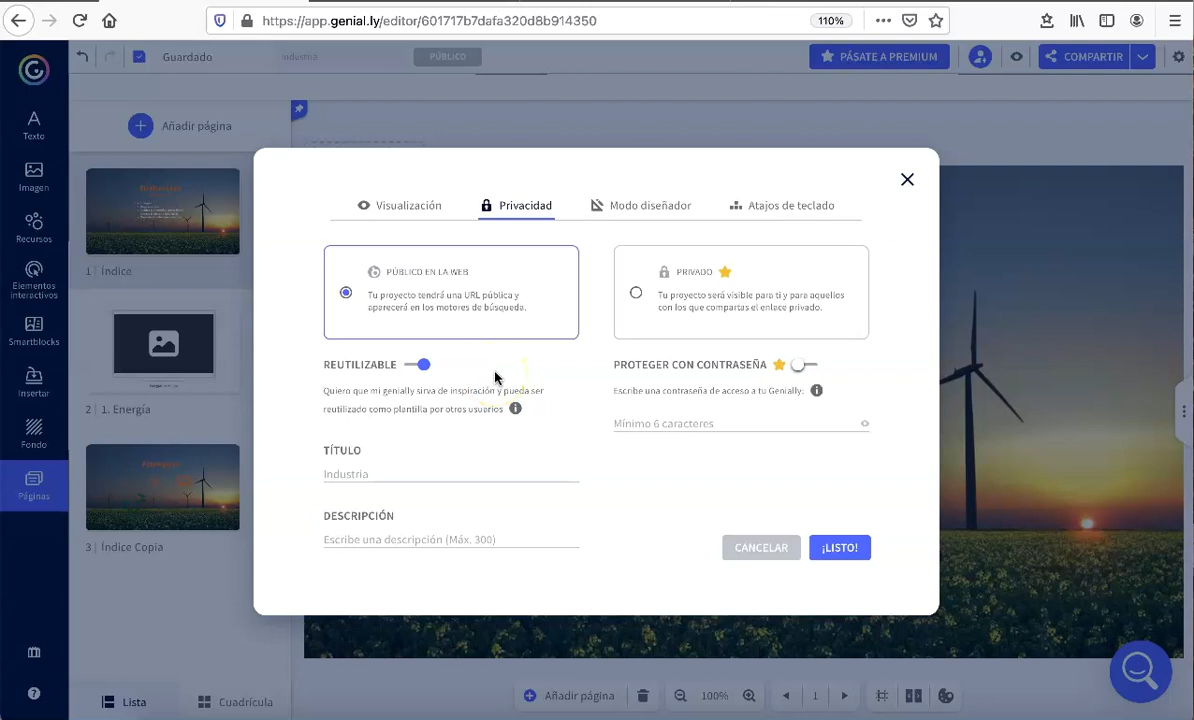 https://app.genial.ly/editor/601717b7dafa320d8b914350
110%
Guardado
Industria
PÚBLICO
PÁSATE A PREMIUM
COMPARTIR
Texto
Imagen
Recursos
Elementos
interactivos
Smartblocks
Insertar
Fondo
Páginas
Añadir página
1 Índice
2 1. Energía
3 Índice Copia
Lista
Cuadrícula
Visualización
Privacidad
Modo diseñador
Atajos de teclado
PÚBLICO EN LA WEB
Tu proyecto tendrá una URL pública y
aparecerá en los motores de búsqueda.
PRIVADO
Tu proyecto será visible para ti y para aquellos
con los que compartas el enlace privado.
REUTILIZABLE
Quiero que mi genially sirva de inspiración y pueda ser
reutilizado como plantilla por otros usuarios
PROTEGER CON CONTRASEÑA
Escribe una contraseña de acceso a tu Genially:
Mínimo 6 caracteres
TÍTULO
Industria
DESCRIPCIÓN
Escribe una descripción (Máx. 300)
CANCELAR
¡LISTO!
Añadir página
100%
1